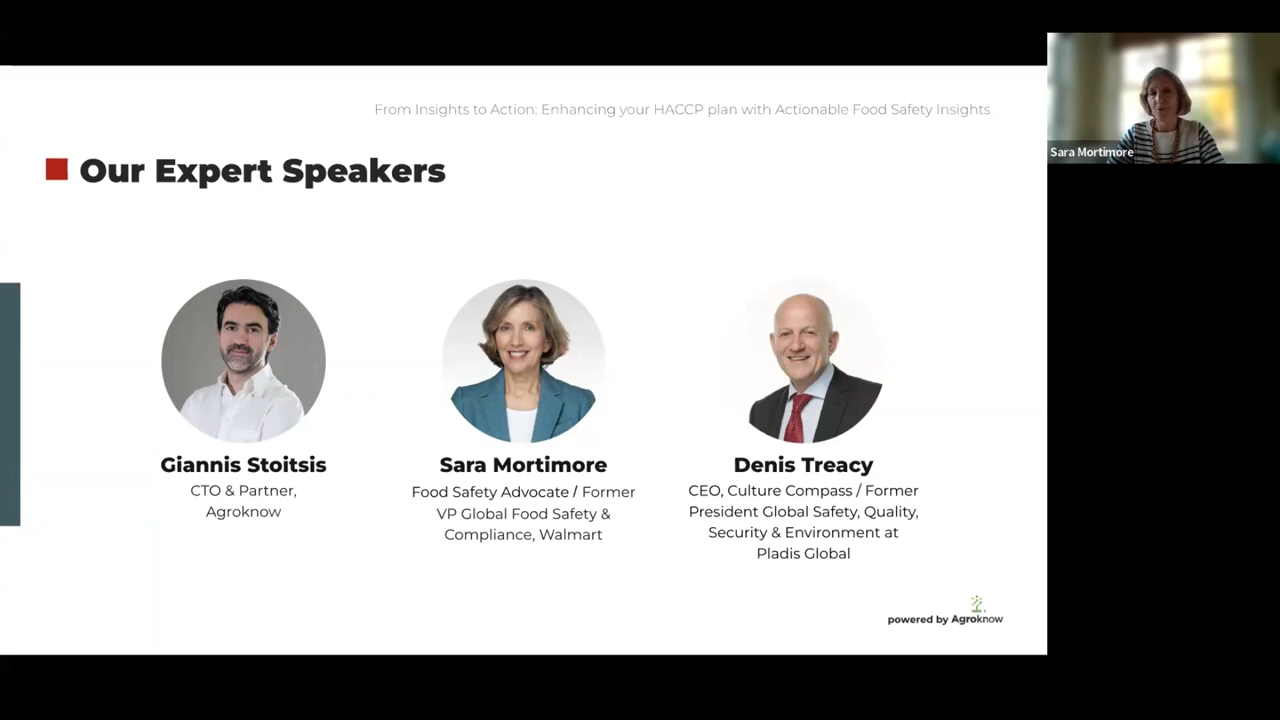 From Insights to Action: Enhancing your HACCP plan with Actionable Food Safety Insights
Our Expert Speakers
Sara Mortimore
Giannis Stoitsis
CTO & Partner,
Agroknow
Sara Mortimore
Food Safety Advocate / Former
VP Global Food Safety &
Compliance, Walmart
Denis Treacy
CEO, Culture Compass / Former
President Global Safety, Quality,
Security & Environment at
Pladis Global
powered by Agroknow